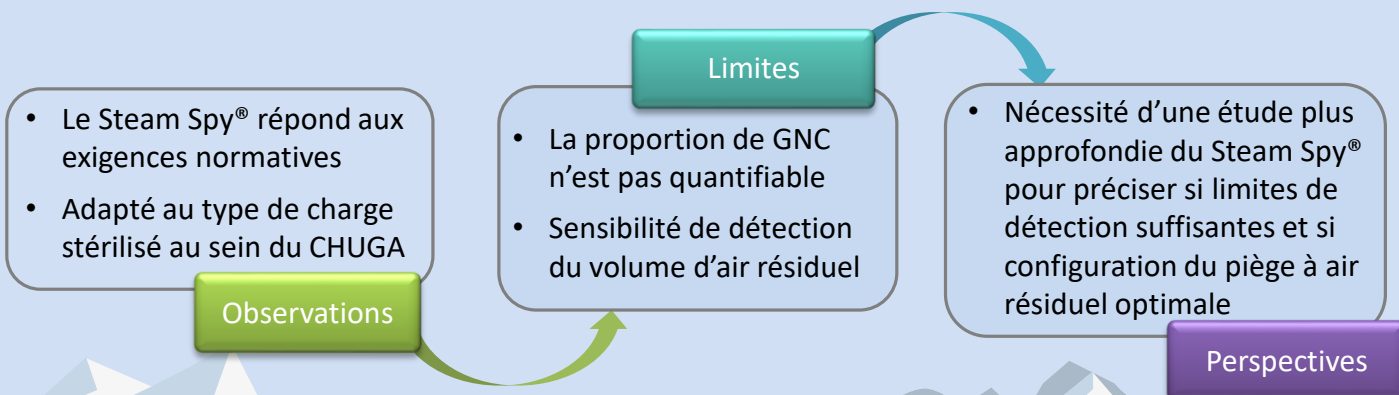 • Le Steam Spy® répond aux
exigences normatives
• Adapté au type de charge
stérilisé au sein du CHUGA
Observations
Limites
• La proportion de GNC
n’est pas quantifiable
• Sensibilité de détection
du volume d’air résiduel
• Nécessité d’une étude plus
approfondie du Steam Spy®
pour préciser si limites de
détection suffisantes et si
configuration du piège à air
résiduel optimale
Perspectives